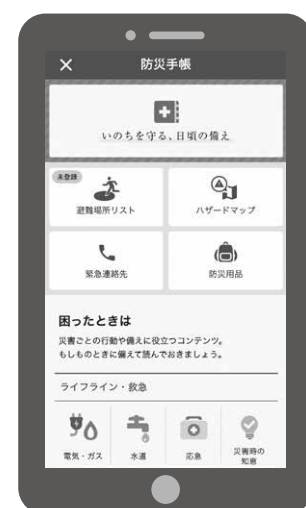 防災手帳
いのちを守る、日頃の備え
未登録
避難場所リスト
ハザードマップ
緊急連絡先
防災用品
困ったときは
災害ごとの行動や備えに役立つコンテンツ。
もしものときに備えて読んでおきましょう。
ライフライン・救急
電気・ガス
水道
応急
災害時の
知恵